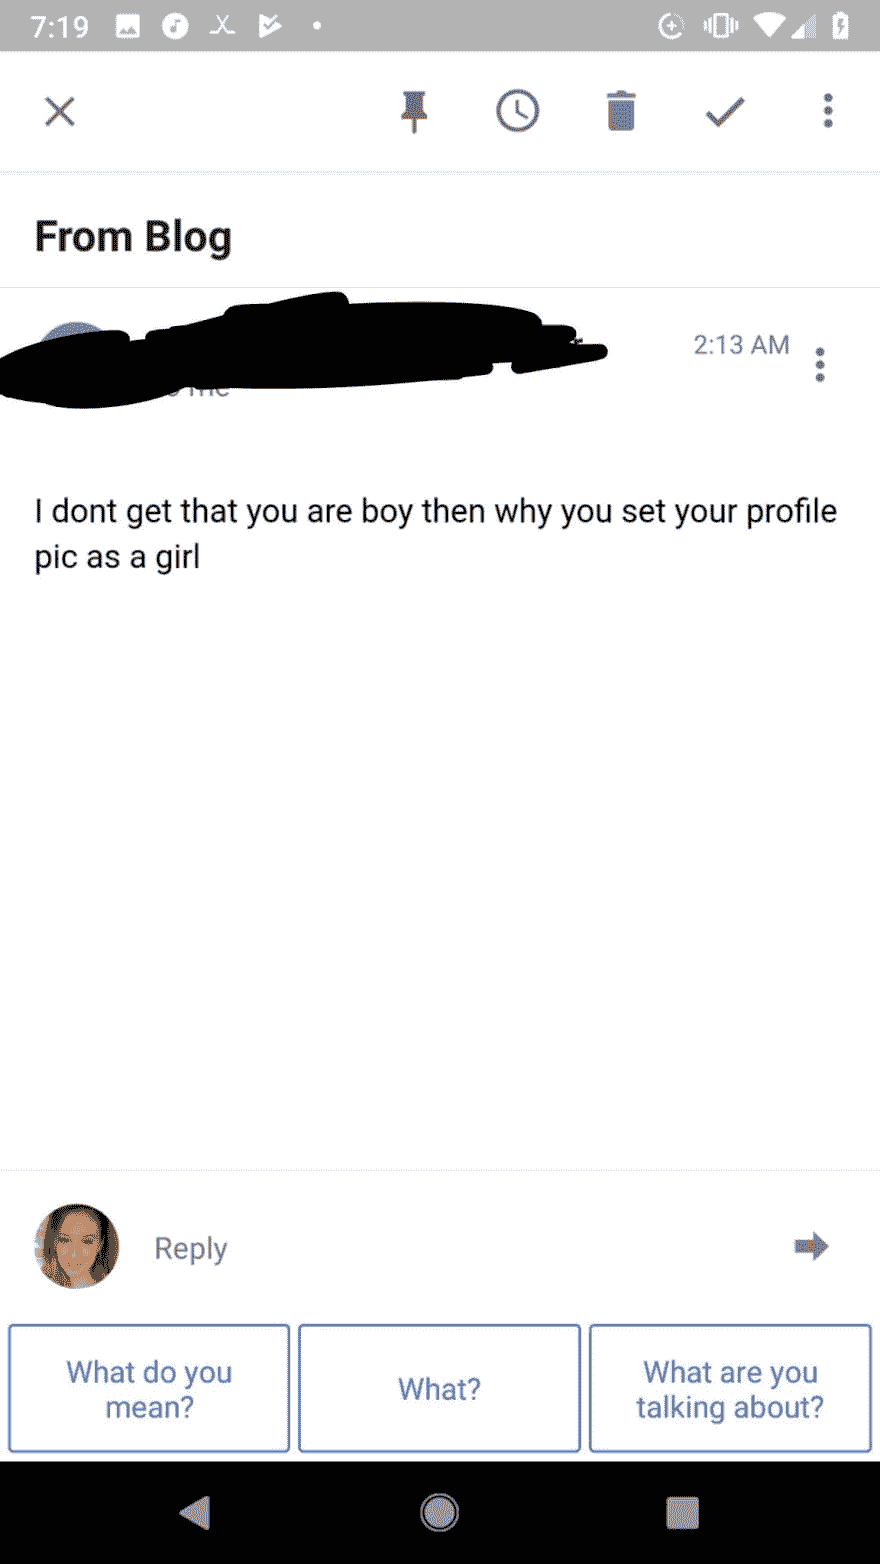 7:19
From Blog
2:13 AM
I dont get that you are boy then why you set your profile
pic as a girl
Reply
What do you
mean?
What?
What are you
talking about?